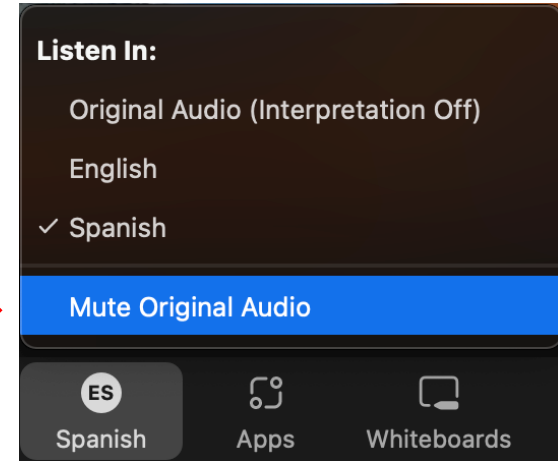 Listen In:
Original Audio (Interpretation Off)
English
✓ Spanish
Mute Original Audio
ES
Spanish Apps Whiteboards